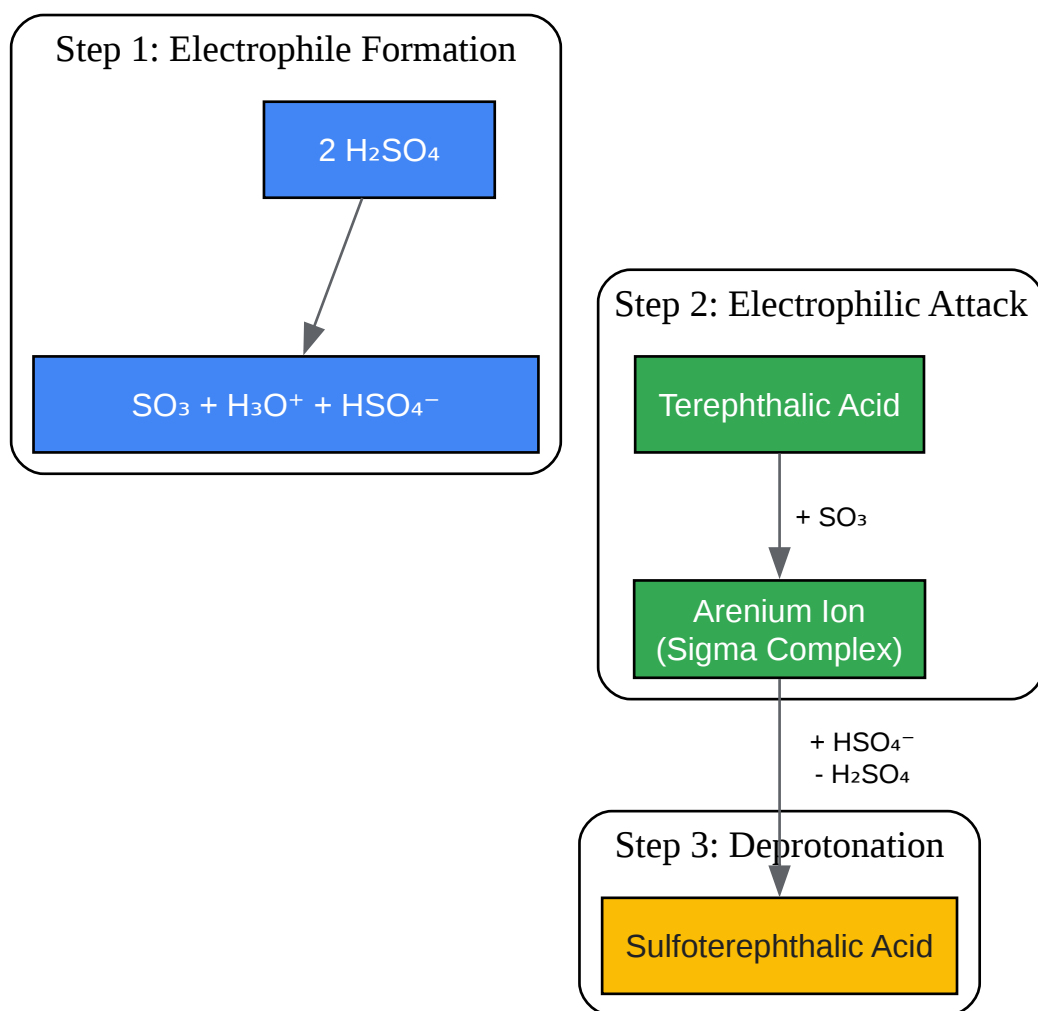 Step 1: Electrophile Formation
2 H₂SO₄
SO₃ + H₃O⁺ + HSO₄⁻
Step 2: Electrophilic Attack
Terephthalic Acid
+ SO₃
Arenium Ion
(Sigma Complex)
+ HSO₄⁻
- H₂SO₄
Step 3: Deprotonation
Sulfoterephthalic Acid